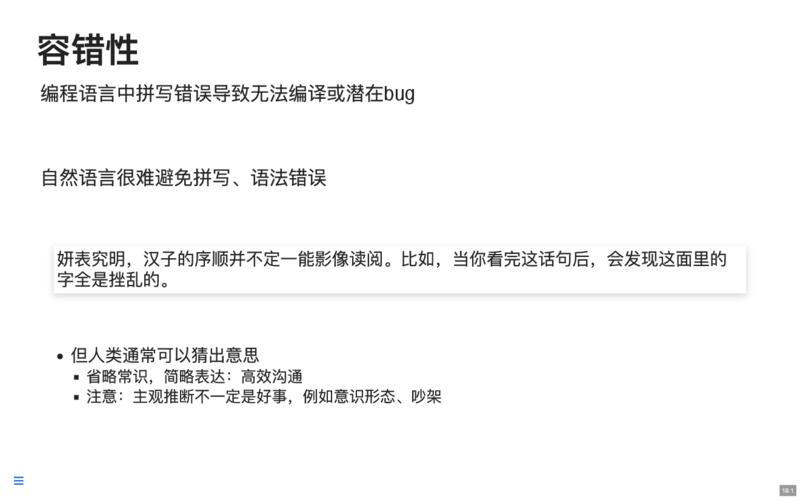 容错性
编程语言中拼写错误导致无法编译或潜在bug
自然语言很难避免拼写、语法错误
妍表究明，汉子的序顺并不定一能影像读阅。比如，当你看完这话句后，会发现这面里的
字全是挫乱的。
但人类通常可以猜出意思
省略常识，简略表达：高效沟通
注意：主观推断不一定是好事，例如意识形态、吵架
18.1